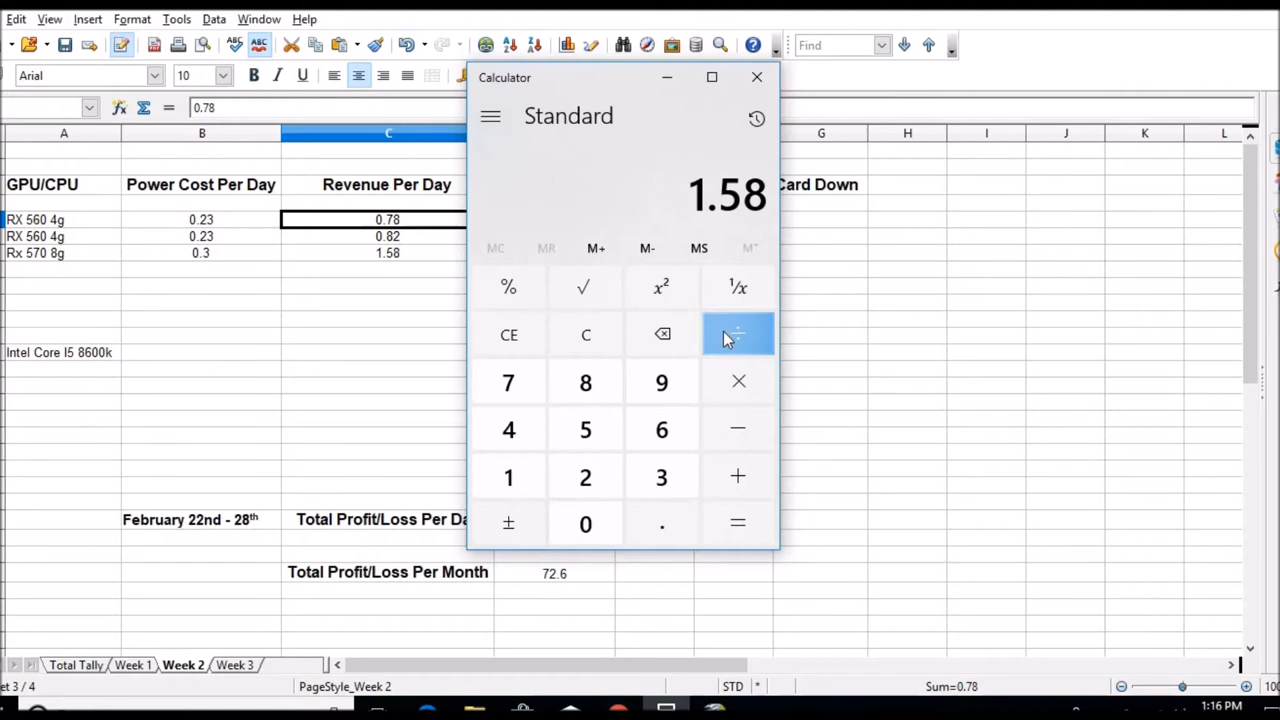 Edit View Insert Format Tools Data Window Help
ABC ABC Find
Arial 10 B I U
0.78
A B C G H I J K L
GPU/CPU Power Cost Per Day Revenue Per Day Card Down
RX 560 4g 0.23 0.78
RX 560 4g 0.23 0.82
Rx 570 8g 0.3 1.58
Intel Core I5 8600k
February 22nd - 28th Total Profit/Loss Per Da
Total Profit/Loss Per Month 72.6
Calculator
Standard
1.58
MC MR M+ M- MS M˅
% √ x² ¹/x
CE C ÷
7 8 9 ×
4 5 6 −
1 2 3 +
± 0 . =
Total Tally Week 1 Week 2 Week 3
et 3 / 4 PageStyle_Week 2 STD * Sum=0.78 100
1:16 PM